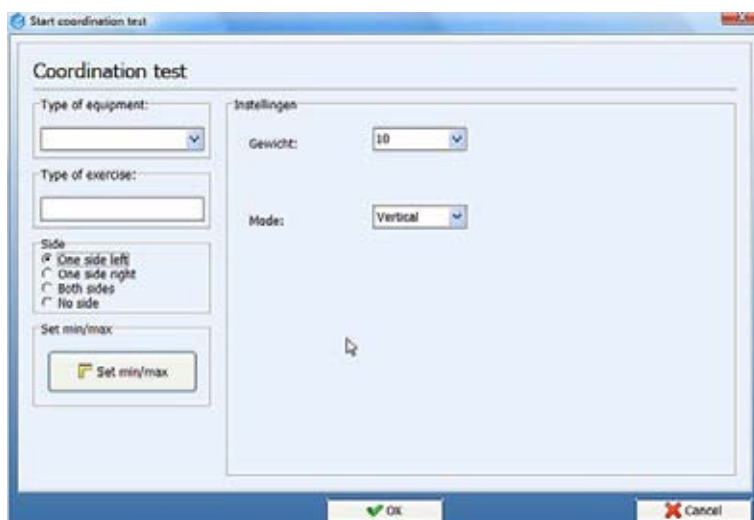 Start coordination test
Coordination test
Type of equipment:
Type of exercise:
Side
One side left
One side right
Both sides
No side
Set min/max
Set min/max
Instellingen
Gewicht:
10
Mode:
Vertical
OK
Cancel